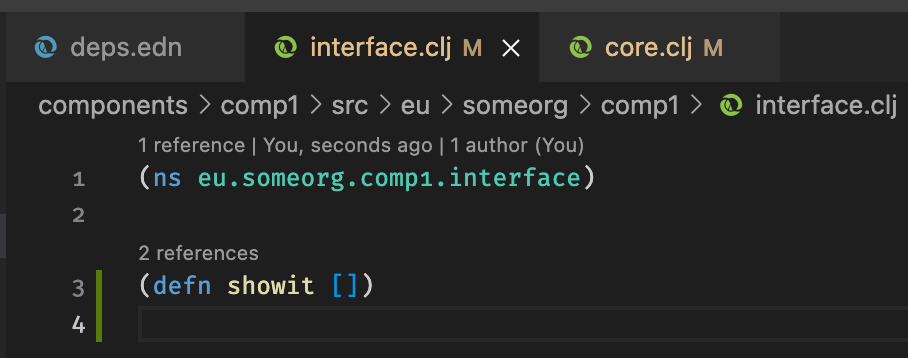 deps.edn interface.clj M core.clj M
components > comp1 > src > eu > someorg > comp1 > interface.clj
1 reference | You, seconds ago | 1 author (You)
1 (ns eu.someorg.comp1.interface)
2
2 references
3 (defn showit [])
4